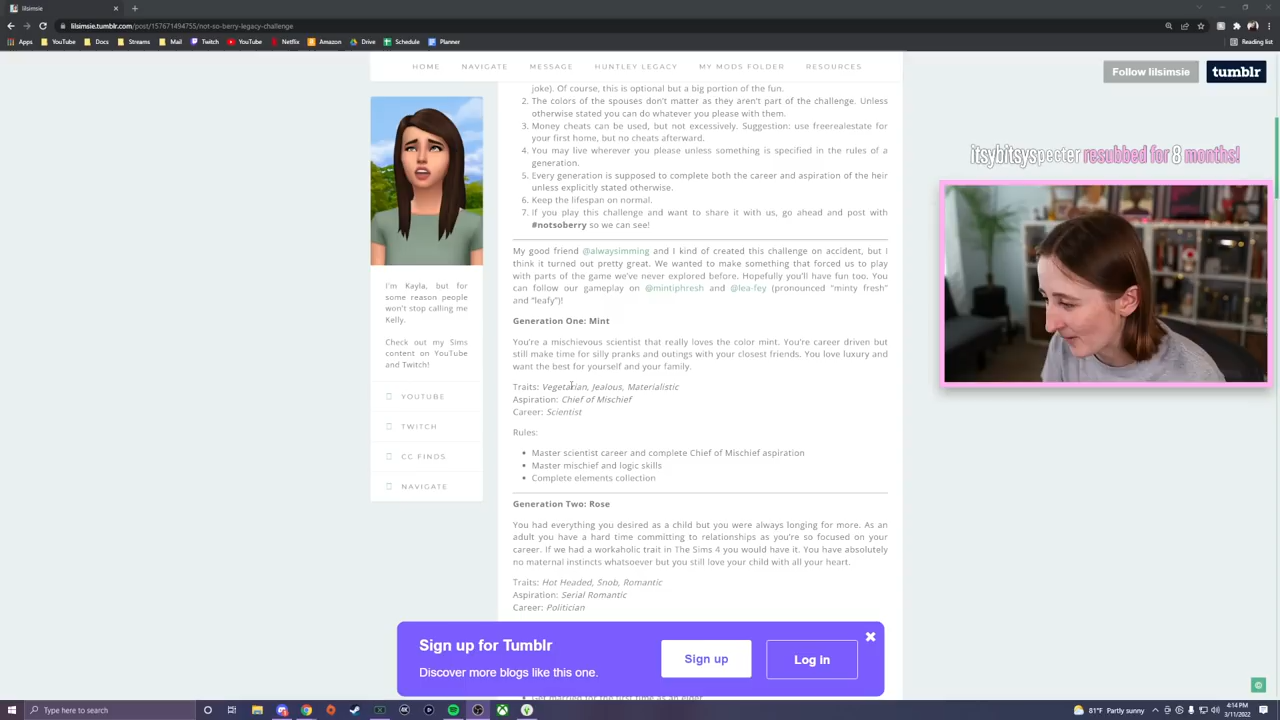 lilsimsie
lilsimsie.tumblr.com/post/157671494755/not-so-berry-legacy-challenge
Apps YouTube Docs Streams Mail Twitch YouTube Netflix Amazon Drive Schedule Planner Reading list
HOME NAVIGATE MESSAGE HUNTLEY LEGACY MY MODS FOLDER RESOURCES
Follow lilsimsie tumblr
joke). Of course, this is optional but a big portion of the fun.
2. The colors of the spouses don't matter as they aren't part of the challenge. Unless
otherwise stated you can do whatever you please with them.
3. Money cheats can be used, but not excessively. Suggestion: use freerealestate for
your first home, but no cheats afterward.
4. You may live wherever you please unless something is specified in the rules of a
generation.
5. Every generation is supposed to complete both the career and aspiration of the heir
unless explicitly stated otherwise.
6. Keep the lifespan on normal.
7. If you play this challenge and want to share it with us, go ahead and post with
#notsoberry so we can see!
My good friend @alwaysimming and I kind of created this challenge on accident, but I
think it turned out pretty great. We wanted to make something that forced us to play
with parts of the game we've never explored before. Hopefully you'll have fun too. You
can follow our gameplay on @mintiphresh and @lea-fey (pronounced "minty fresh"
and "leafy")!
Generation One: Mint
You're a mischievous scientist that really loves the color mint. You're career driven but
still make time for silly pranks and outings with your closest friends. You love luxury and
want the best for yourself and your family.
Traits: Vegetarian, Jealous, Materialistic
Aspiration: Chief of Mischief
Career: Scientist
Rules:
• Master scientist career and complete Chief of Mischief aspiration
• Master mischief and logic skills
• Complete elements collection
Generation Two: Rose
You had everything you desired as a child but you were always longing for more. As an
adult you have a hard time committing to relationships as you're so focused on your
career. If we had a workaholic trait in The Sims 4 you would have it. You have absolutely
no maternal instincts whatsoever but you still love your child with all your heart.
Traits: Hot Headed, Snob, Romantic
Aspiration: Serial Romantic
Career: Politician
I'm Kayla, but for
some reason people
won't stop calling me
Kelly.
Check out my Sims
content on YouTube
and Twitch!
YOUTUBE
TWITCH
CC FINDS
NAVIGATE
itsybitsyspecter resubbed for 8 months!
Sign up for Tumblr
Discover more blogs like this one.
Sign up
Log in
Get married for the first time as an elder
Type here to search
81°F Partly sunny
4:14 PM
3/11/2022